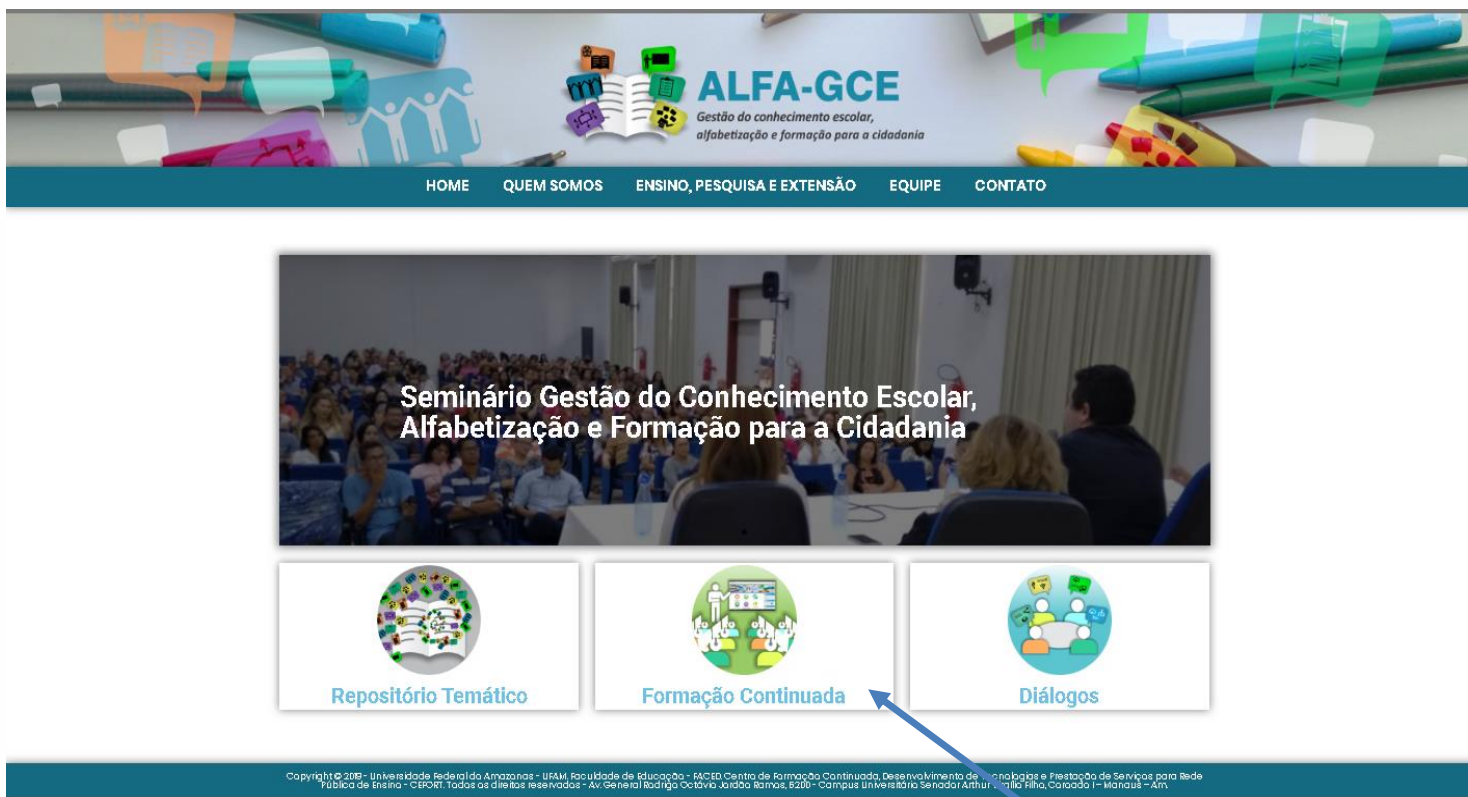 ALFA-GCE
Gestão do conhecimento escolar,
alfabetização e formação para a cidadania
HOME QUEM SOMOS ENSINO, PESQUISA E EXTENSÃO EQUIPE CONTATO
Seminário Gestão do Conhecimento Escolar,
Alfabetização e Formação para a Cidadania
Repositório Temático Formação Continuada Diálogos
Copyright © 2019 - Universidade Federal do Amazonas - UFAM. Faculdade de Educação - FACED. Centro de Formação Continuada, Desenvolvimento de Tecnologias e Prestação de Serviços para Rede
Pública de Ensino - CEFORT. Todos os direitos reservados - Av. General Rodrigo Octávio Jordão Ramos, 6200 - Campus Universitário Senador Arthur Virgílio Filho, Coroado I - Manaus - Am.